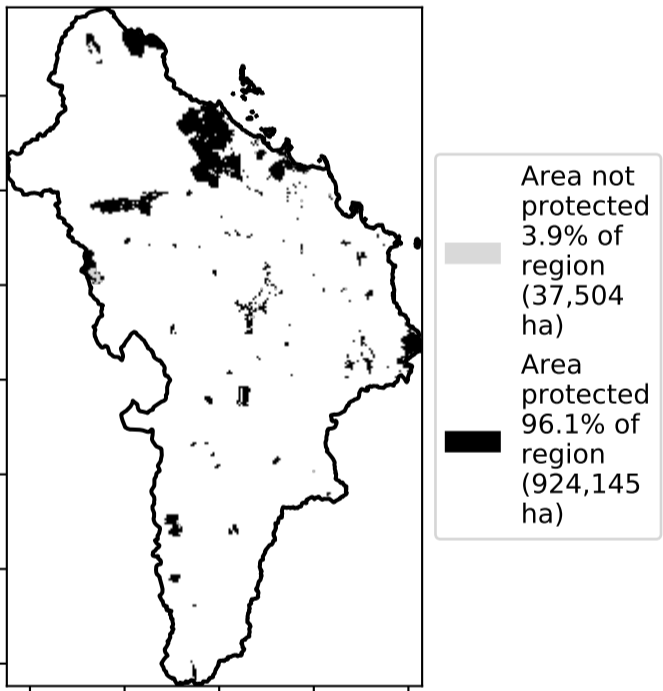 Area not
protected
3.9% of
region
(37,504
ha)
Area
protected
96.1% of
region
(924,145
ha)